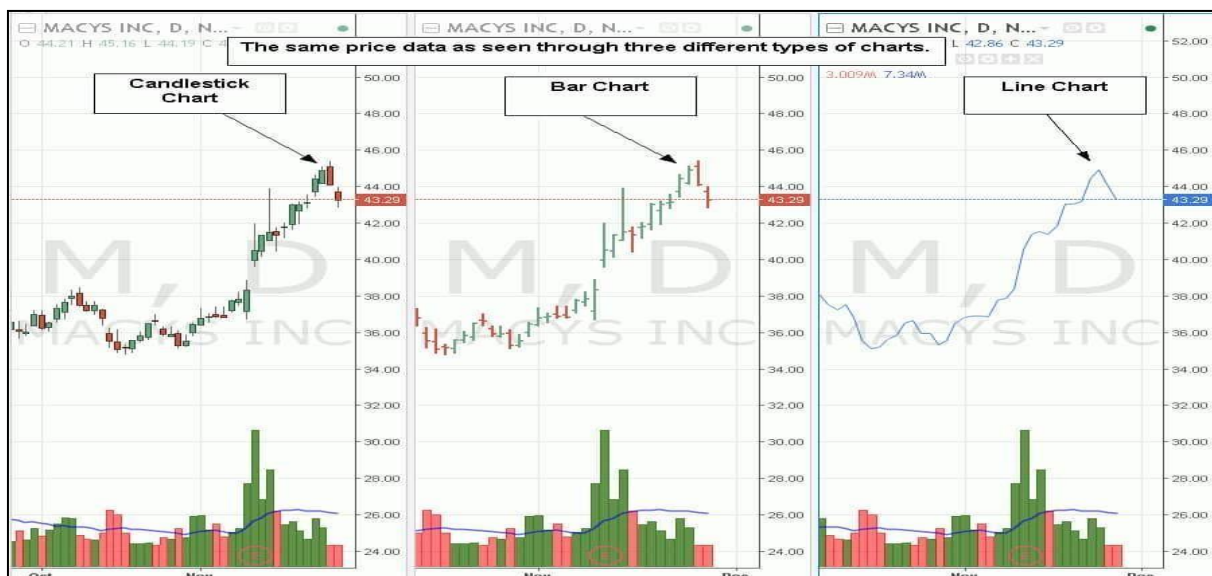 MACYS INC, D, N...
O 44.21 H 45.16 L 44.19
The same price data as seen through three different types of charts.
Candlestick
Chart
50.00
48.00
46.00
44.00
43.29
42.00
40.00
38.00
36.00
34.00
32.00
30.00
28.00
26.00
24.00
M, D
MACYS INC
Oct
Nov
MACYS INC, D, N...
Bar Chart
50.00
48.00
46.00
44.00
43.29
42.00
40.00
38.00
36.00
34.00
32.00
30.00
28.00
26.00
24.00
M, D
MACYS INC
Nov
MACYS INC, D, N...
L 42.86 C 43.29
3.009M 7.34M
Line Chart
52.00
50.00
48.00
46.00
44.00
43.29
42.00
40.00
38.00
36.00
34.00
32.00
30.00
28.00
26.00
24.00
M, D
MACYS INC
Nov
Dec